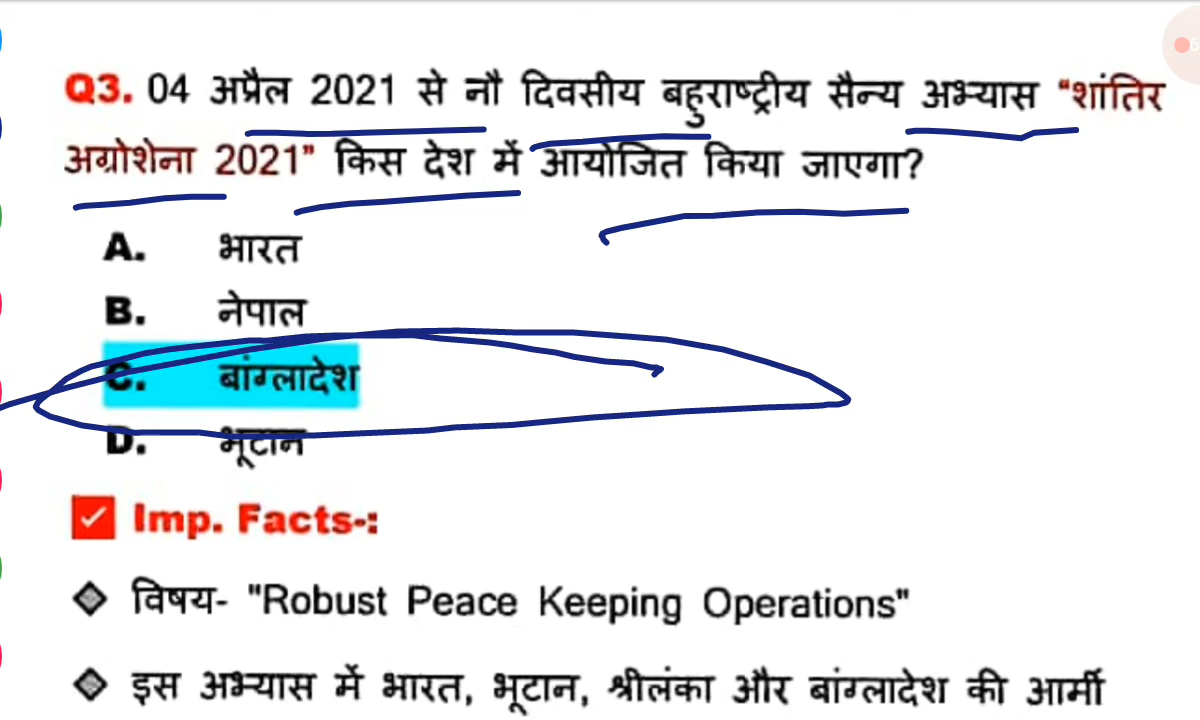 Q3. 04 अप्रैल 2021 से नौ दिवसीय बहुराष्ट्रीय सैन्य अभ्यास "शांतिर
अग्रोशेना 2021" किस देश में आयोजित किया जाएगा?
A. भारत
B. नेपाल
C. बांग्लादेश
D. भूटान
Imp. Facts-:
विषय- "Robust Peace Keeping Operations"
इस अभ्यास में भारत, भूटान, श्रीलंका और बांग्लादेश की आर्मी